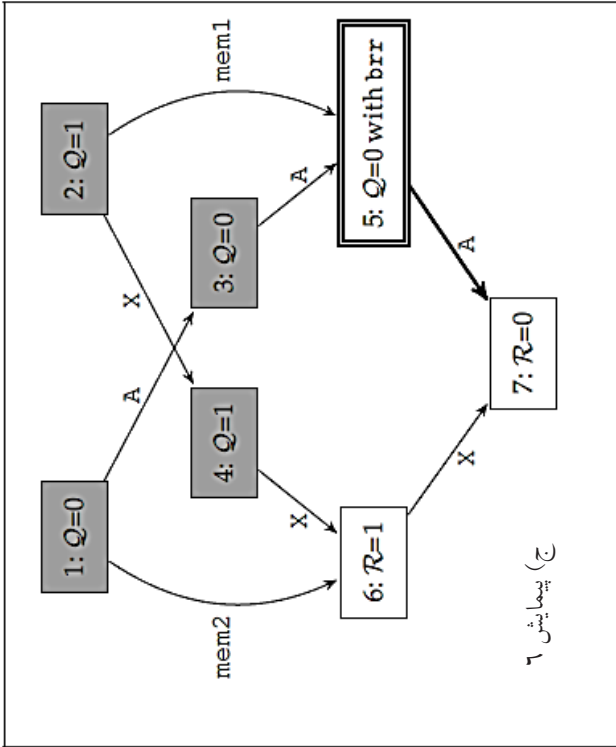 1: Q=0
2: Q=1
mem2
A
X
mem1
4: Q=1
3: Q=0
X
A
6: R=1
5: Q=0 with brr
X
A
7: R=0
ج) پیمایش ٦